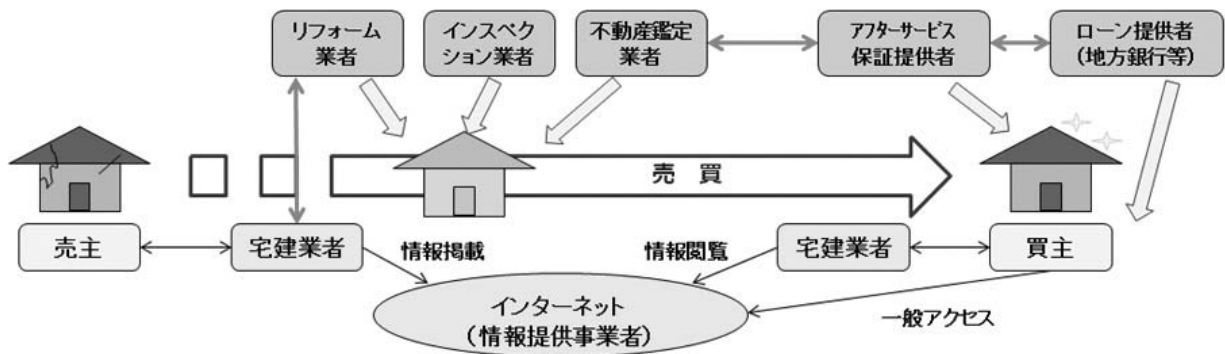 リフォーム
業者
インスペク
ション業者
不動産鑑定
業者
アフターサービス
保証提供者
ローン提供者
(地方銀行等)
売 買
売主
宅建業者
情報掲載
情報閲覧
宅建業者
買主
インターネット
(情報提供事業者)
一般アクセス